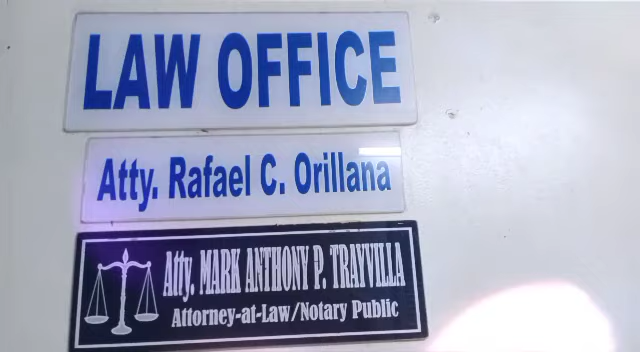 LAW OFFICE
Atty. Rafael C. Orillana
Atty. MARK ANTHONY P. TRAYVILLA
Attorney-at-Law/Notary Public